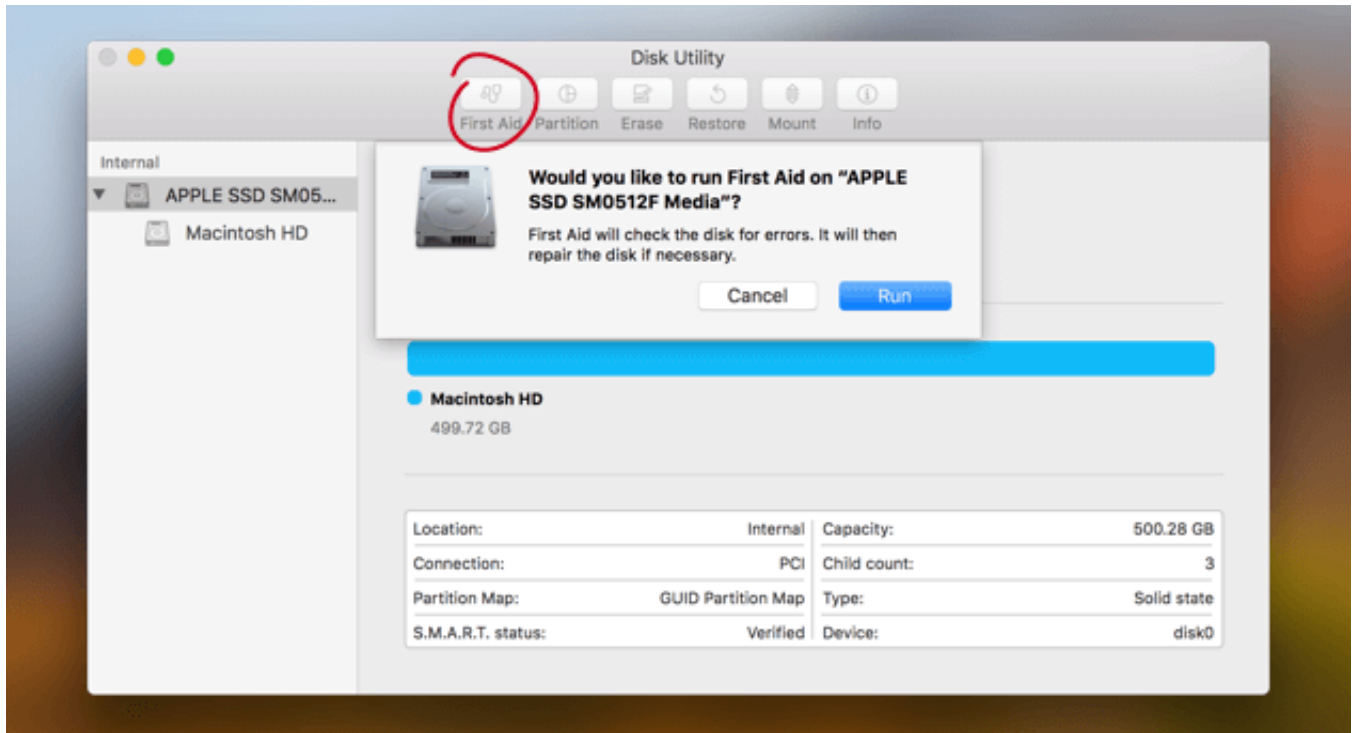 Disk Utility
First Aid Partition Erase Restore Mount Info
Internal
APPLE SSD SM05...
Macintosh HD
Would you like to run First Aid on “APPLE
SSD SM0512F Media”?
First Aid will check the disk for errors. It will then
repair the disk if necessary.
Cancel Run
Macintosh HD
499.72 GB
Location: Internal Capacity: 500.28 GB
Connection: PCI Child count: 3
Partition Map: GUID Partition Map Type: Solid state
S.M.A.R.T. status: Verified Device: disk0